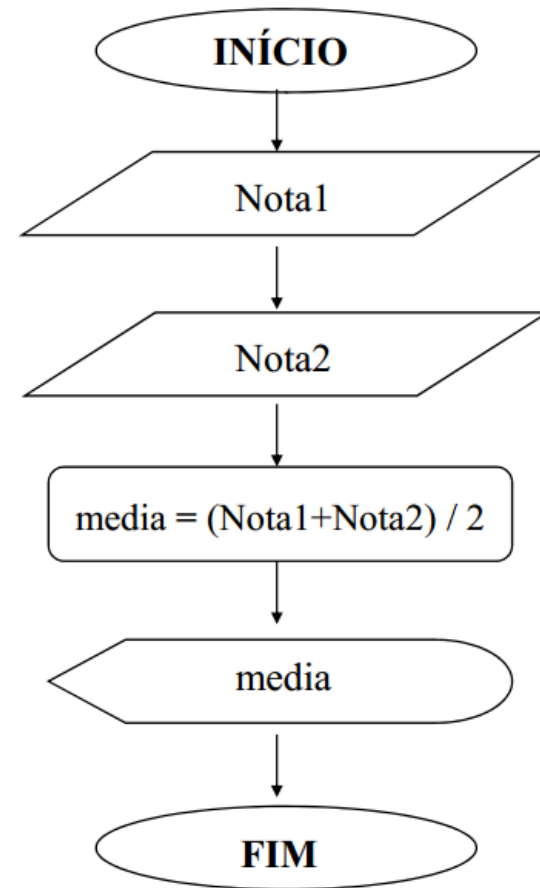 INÍCIO
Nota1
Nota2
media = (Nota1+Nota2) / 2
media
FIM